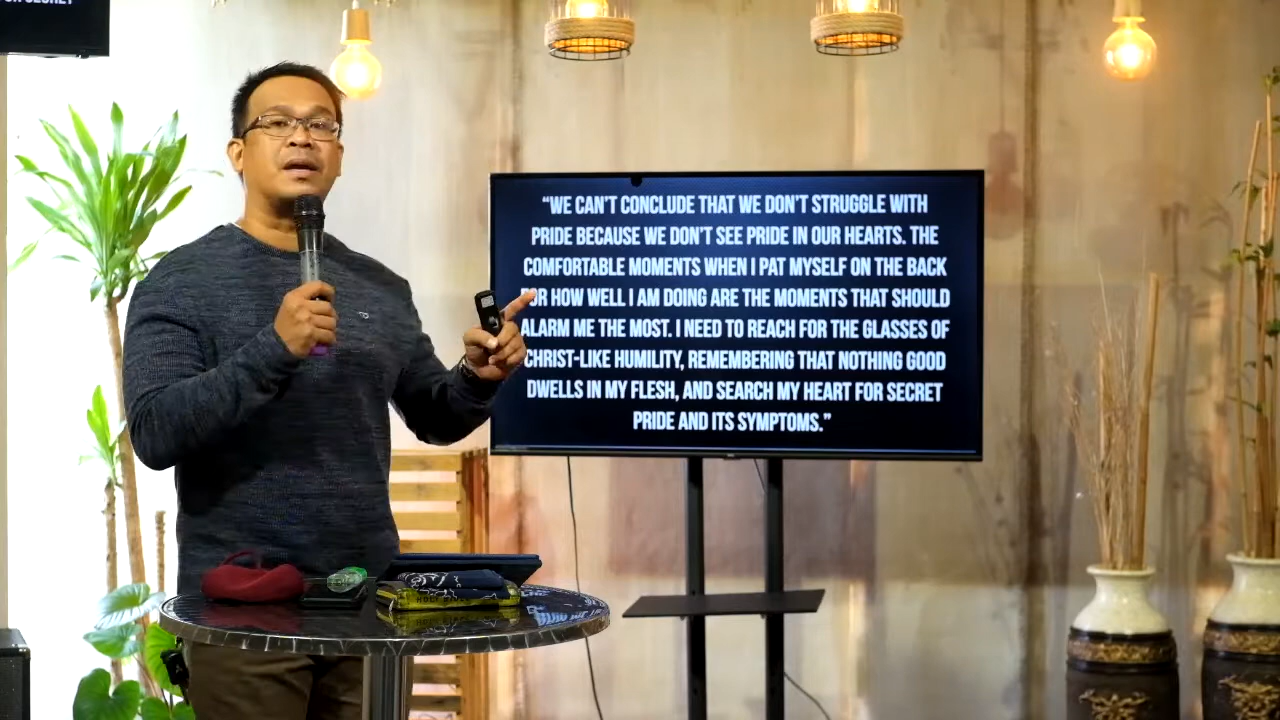 SECRET
“WE CAN’T CONCLUDE THAT WE DON’T STRUGGLE WITH
PRIDE BECAUSE WE DON’T SEE PRIDE IN OUR HEARTS. THE
COMFORTABLE MOMENTS WHEN I PAT MYSELF ON THE BACK
FOR HOW WELL I AM DOING ARE THE MOMENTS THAT SHOULD
ALARM ME THE MOST. I NEED TO REACH FOR THE GLASSES OF
CHRIST-LIKE HUMILITY, REMEMBERING THAT NOTHING GOOD
DWELLS IN MY FLESH, AND SEARCH MY HEART FOR SECRET
PRIDE AND ITS SYMPTOMS.”